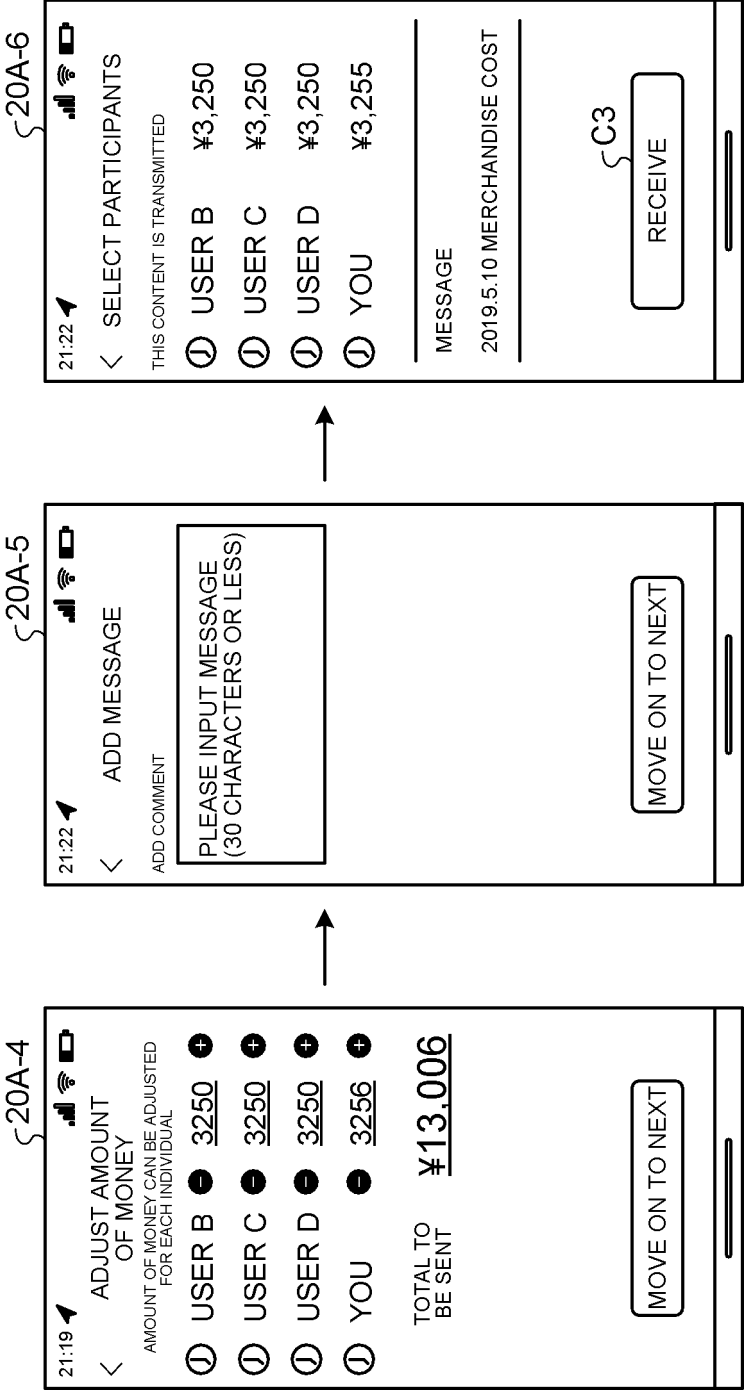 20A-4
21:19
< ADJUST AMOUNT
OF MONEY
AMOUNT OF MONEY CAN BE ADJUSTED
FOR EACH INDIVIDUAL
J USER B - 3250 +
J USER C - 3250 +
J USER D - 3250 +
J YOU - 3256 +
TOTAL TO
BE SENT
¥13,006
MOVE ON TO NEXT
20A-5
21:22
< ADD MESSAGE
ADD COMMENT
PLEASE INPUT MESSAGE
(30 CHARACTERS OR LESS)
MOVE ON TO NEXT
20A-6
21:22
< SELECT PARTICIPANTS
THIS CONTENT IS TRANSMITTED
J USER B ¥3,250
J USER C ¥3,250
J USER D ¥3,250
J YOU ¥3,255
MESSAGE
2019.5.10 MERCHANDISE COST
C3
RECEIVE